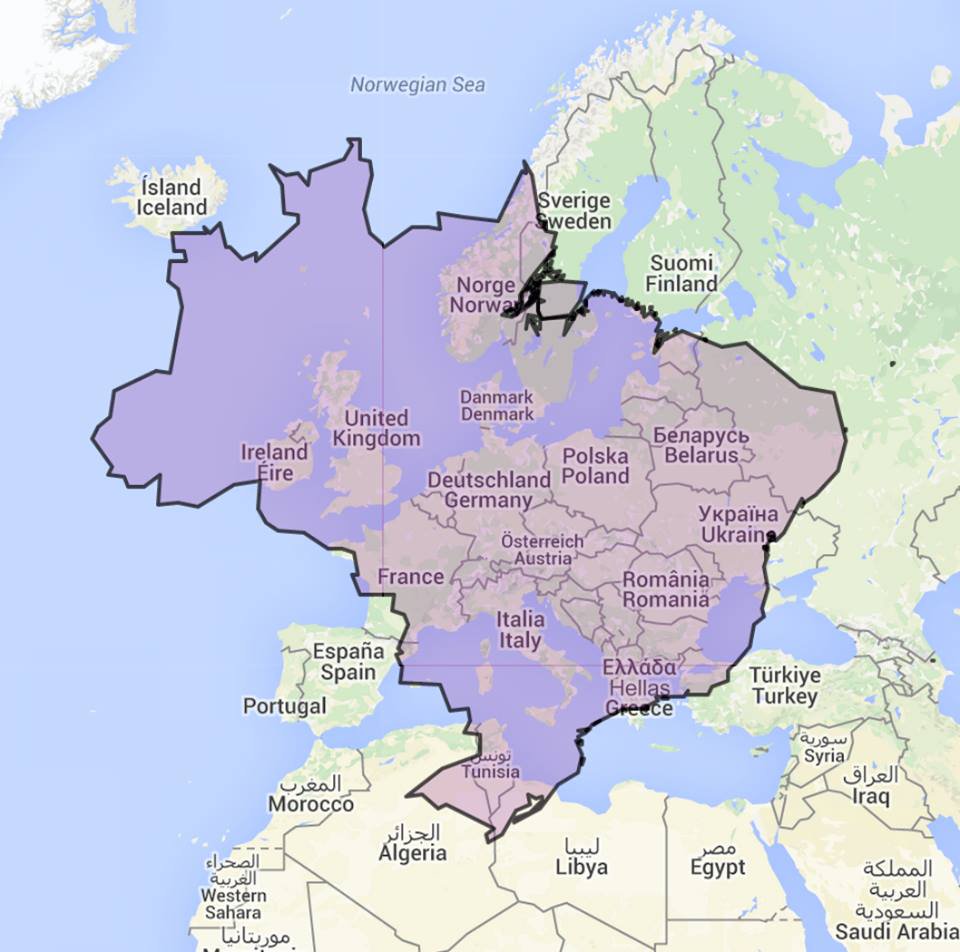 Norwegian Sea
Ísland
Iceland
Sverige
Sweden
Suomi
Finland
Norge
Norwa
Danmark
Denmark
United
Kingdom
Ireland
Éire
Беларусь
Belarus
Polska
Poland
Deutschland
Germany
Україна
Ukraine
Österreich
Austria
France
România
Romania
Italia
Italy
España
Spain
Portugal
Ελλάδα
Hellas
Greece
Türkiye
Turkey
تونس
Tunisia
سورية
Syria
العراق
Iraq
المغرب
Morocco
الجزائر
Algeria
ليبيا
Libya
مصر
Egypt
الصحراء
الغربية
Western
Sahara
المملكة
العربية
السعودية
Saudi Arabia
موريتانيا